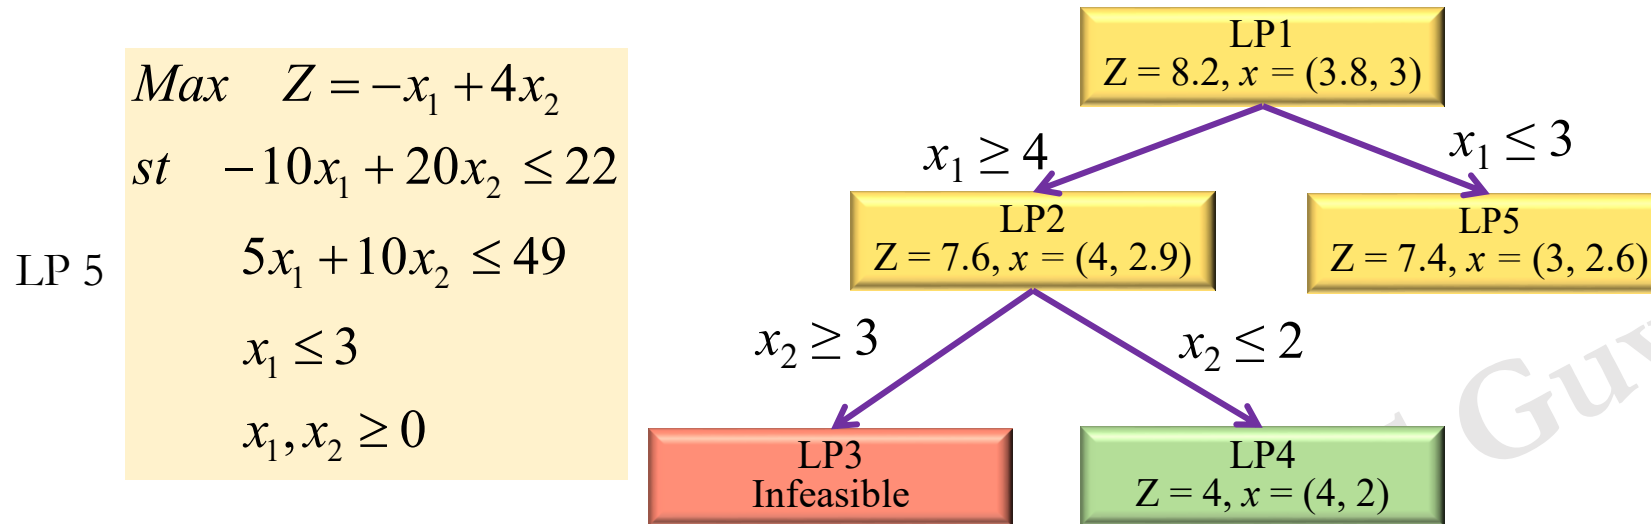 LP 5
Max Z = −x₁ + 4x₂
st −10x₁ + 20x₂ ≤ 22
5x₁ + 10x₂ ≤ 49
x₁ ≤ 3
x₁, x₂ ≥ 0
LP1
Z = 8.2, x = (3.8, 3)
x₁ ≥ 4
x₁ ≤ 3
LP2
Z = 7.6, x = (4, 2.9)
LP5
Z = 7.4, x = (3, 2.6)
x₂ ≥ 3
x₂ ≤ 2
LP3
Infeasible
LP4
Z = 4, x = (4, 2)